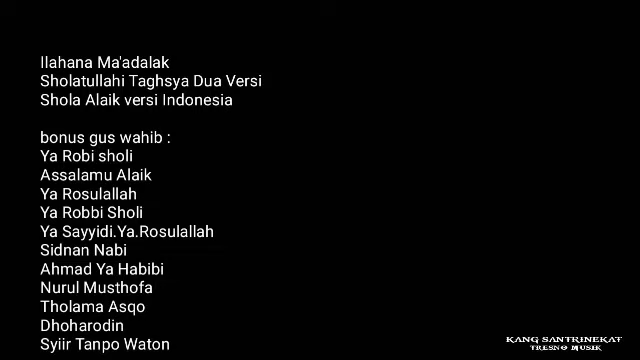 Ilahana Ma'adalak
Sholatullahi Taghsya Dua Versi
Shola Alaik versi Indonesia
bonus gus wahib :
Ya Robi sholi
Assalamu Alaik
Ya Rosulallah
Ya Robbi Sholi
Ya Sayyidi.Ya.Rosulallah
Sidnan Nabi
Ahmad Ya Habibi
Nurul Musthofa
Tholama Asqo
Dhoharodin
Syiir Tanpo Waton
KANG SANTRINEKAT
TRESNO MUSIK